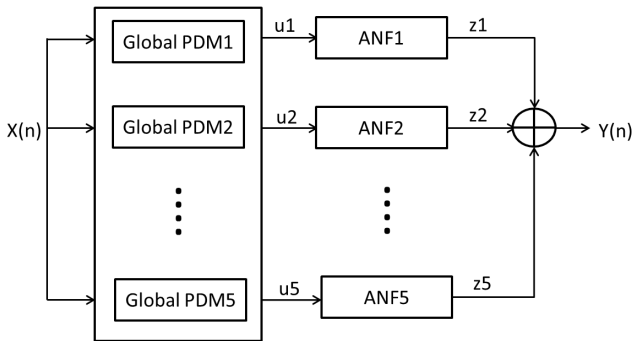 Global PDM1
u1
ANF1
z1
X(n)
Global PDM2
u2
ANF2
z2
Y(n)
Global PDM5
u5
ANF5
z5